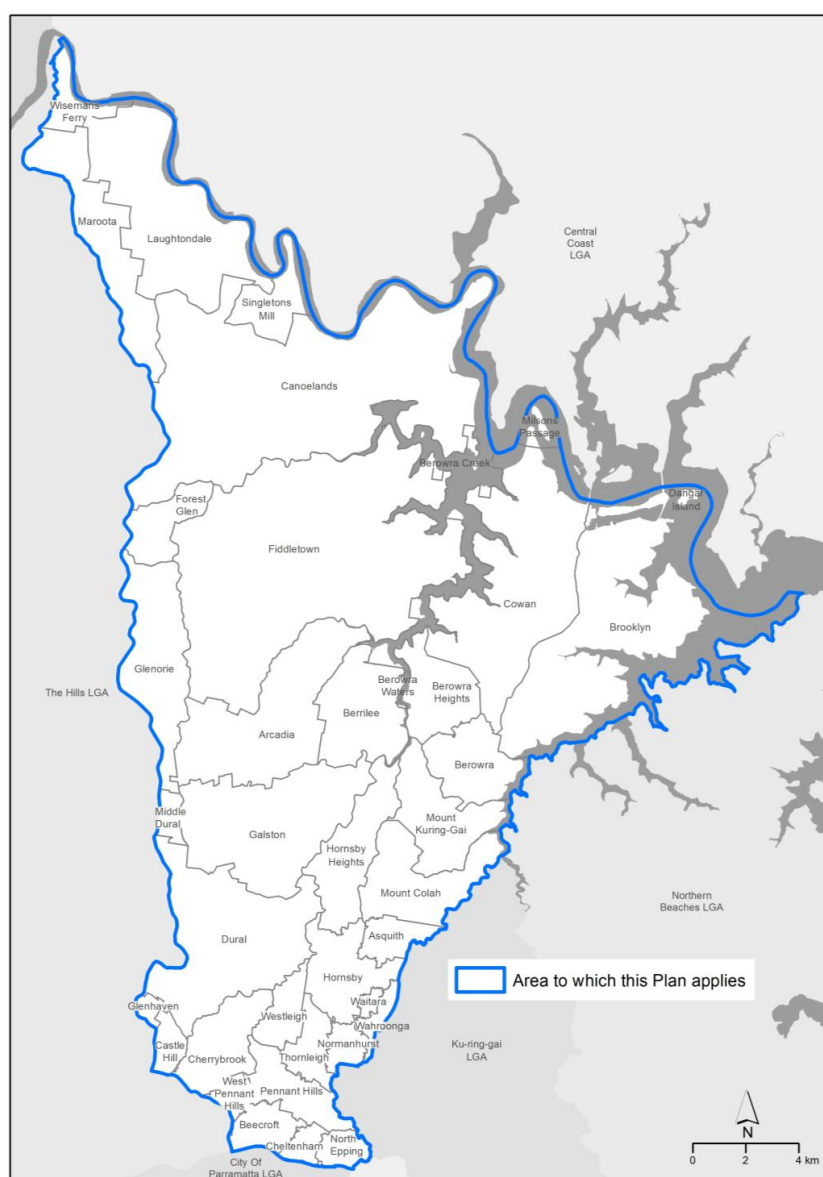 Wisemans
Ferry
Maroota
Laughtondale
Central
Coast
LGA
Singletons
Mill
Canoelands
Milsons
Passage
Berowra Creek
Forest
Glen
Dangar
Island
Fiddletown
Cowan
Brooklyn
Glenorie
The Hills LGA
Berowra
Waters
Berowra
Heights
Berrilee
Arcadia
Berowra
Middle
Dural
Galston
Mount
Kuring-Gai
Hornsby
Heights
Mount Colah
Northern
Beaches LGA
Dural
Asquith
Hornsby
Area to which this Plan applies
Glenhaven
Waitara
Westleigh
Wahroonga
Castle
Hill
Normanhurst
Ku-ring-gai
LGA
Cherrybrook
Thornleigh
West
Pennant
Hills
Pennant Hills
Beecroft
Cheltenham
North
Epping
City Of
Parramatta LGA
N
0 2 4 km